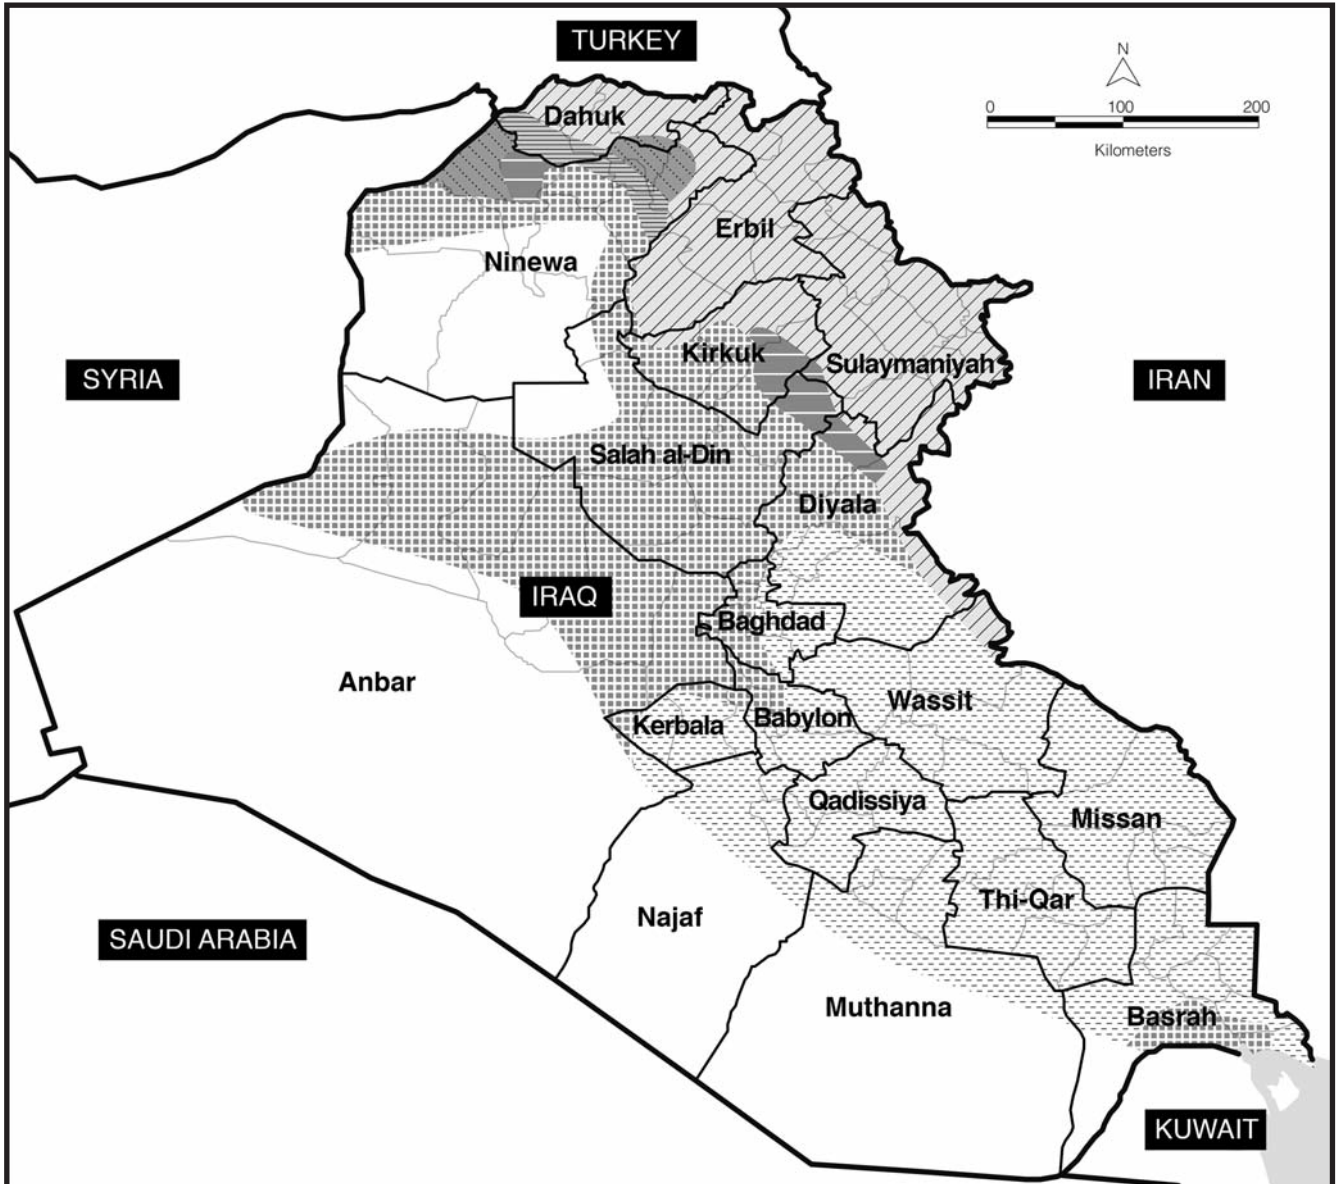 TURKEY
N
0 100 200
Kilometers
Dahuk
Erbil
Ninewa
Kirkuk
Sulaymaniyah
SYRIA
IRAN
Salah al-Din
Diyala
IRAQ
Baghdad
Anbar
Wassit
Kerbala
Babylon
Qadissiya
Missan
Thi-Qar
Najaf
SAUDI ARABIA
Muthanna
Basrah
KUWAIT